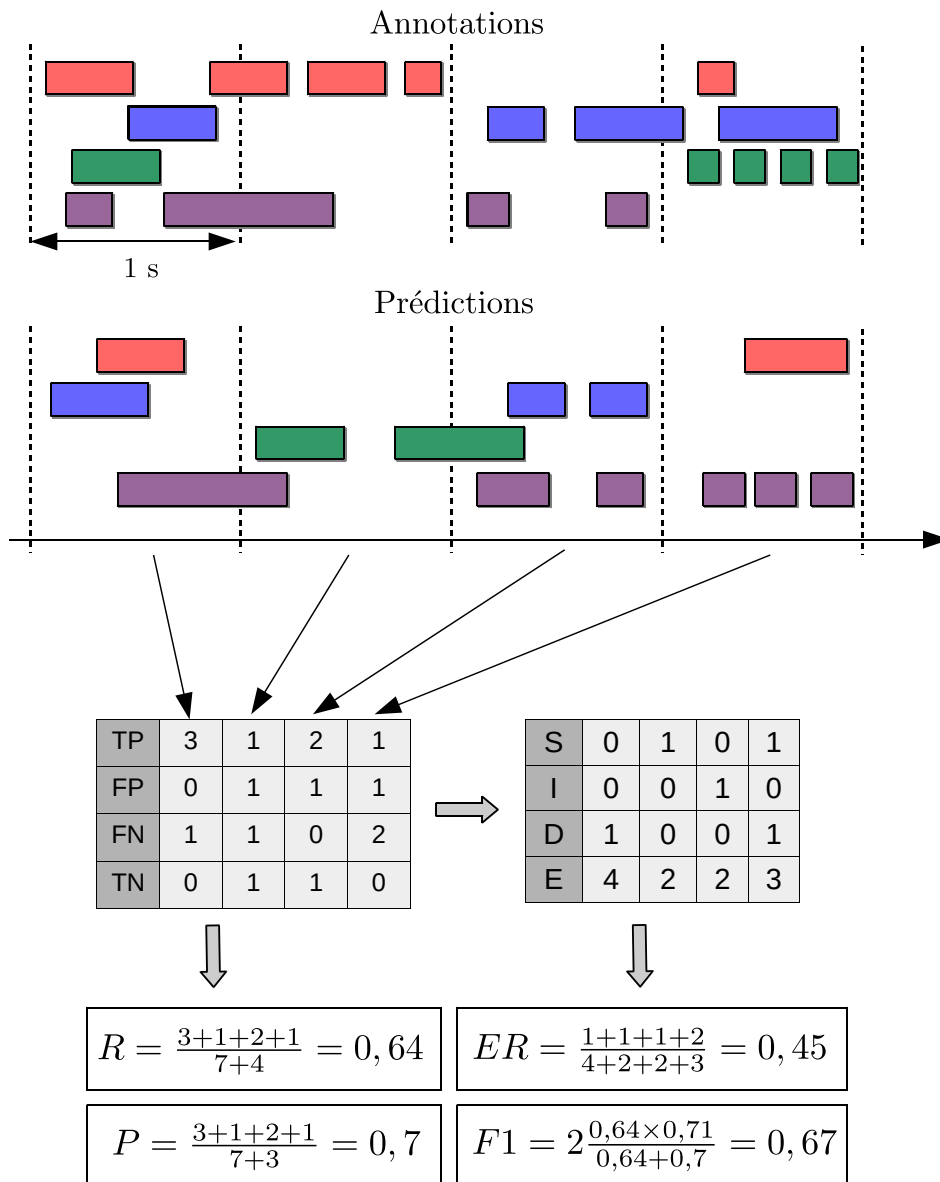 Annotations
1 s
Prédictions
TP 3 1 2 1
FP 0 1 1 1
FN 1 1 0 2
TN 0 1 1 0
S 0 1 0 1
I 0 0 1 0
D 1 0 0 1
E 4 2 2 3
R = \frac{3+1+2+1}{7+4} = 0,64
ER = \frac{1+1+1+2}{4+2+2+3} = 0,45
P = \frac{3+1+2+1}{7+3} = 0,7
F1 = 2\frac{0,64×0,71}{0,64+0,7} = 0,67